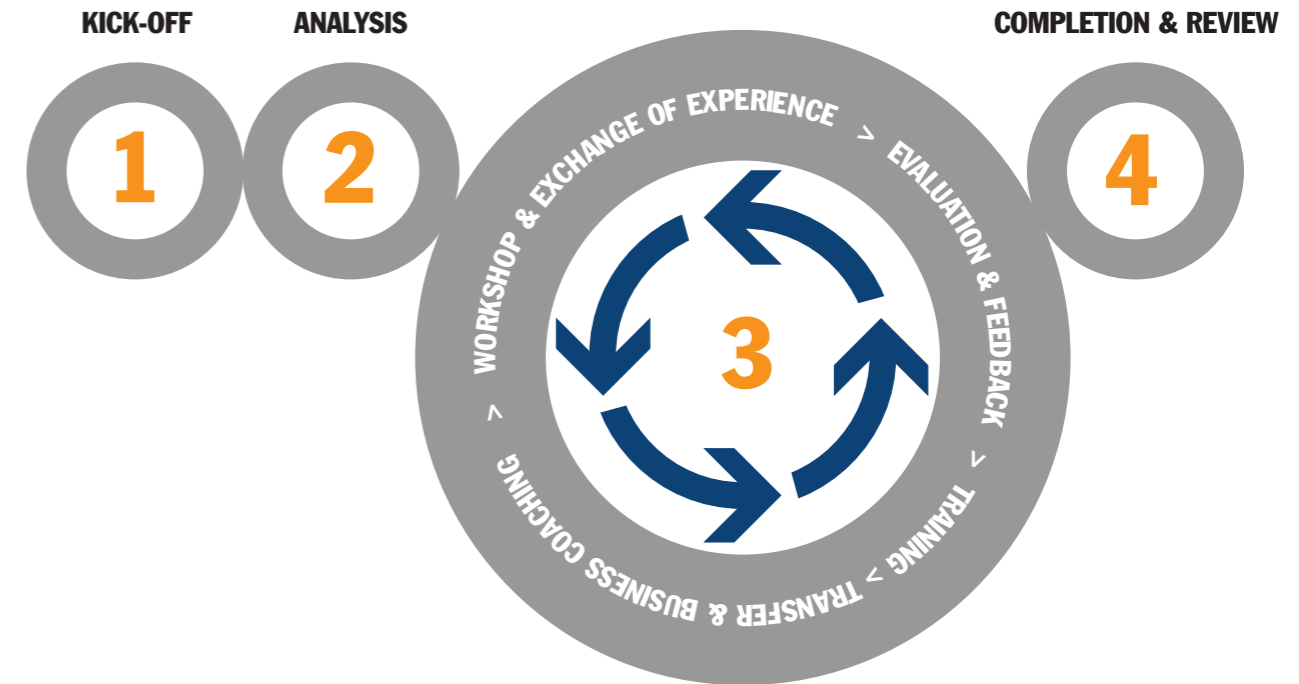 KICK-OFF
ANALYSIS
COMPLETION & REVIEW
1
2
3
4
WORKSHOP & EXCHANGE OF EXPERIENCE > EVALUATION & FEEDBACK > TRAINING > TRANSFER & BUSINESS COACHING >